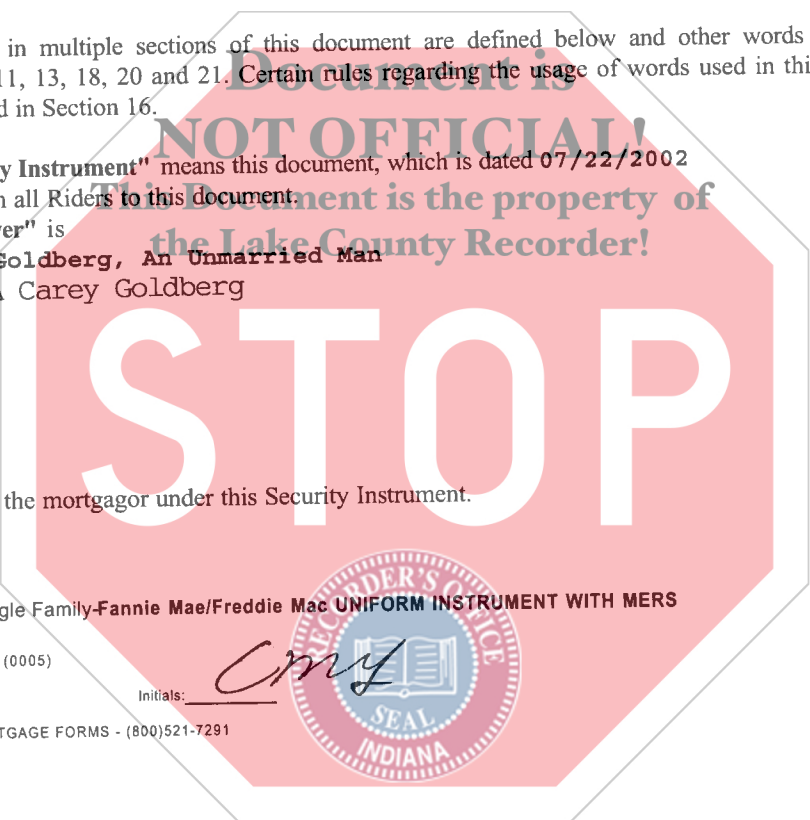 in multiple sections of this document are defined below and other words
11, 13, 18, 20 and 21. Certain rules regarding the usage of words used in thi
d in Section 16.
Document is
NOT OFFICIAL!
This Document is the property of
the Lake County Recorder!
y Instrument" means this document, which is dated 07/22/2002
n all Riders to this document.
er" is
Goldberg, An Unmarried Man
A Carey Goldberg
STOP
the mortgagor under this Security Instrument.
gle Family-Fannie Mae/Freddie Mac UNIFORM INSTRUMENT WITH MERS
(0005)
Initials:
TGAGE FORMS - (800)521-7291
RECORDER'S OFFICE
SEAL
INDIANA